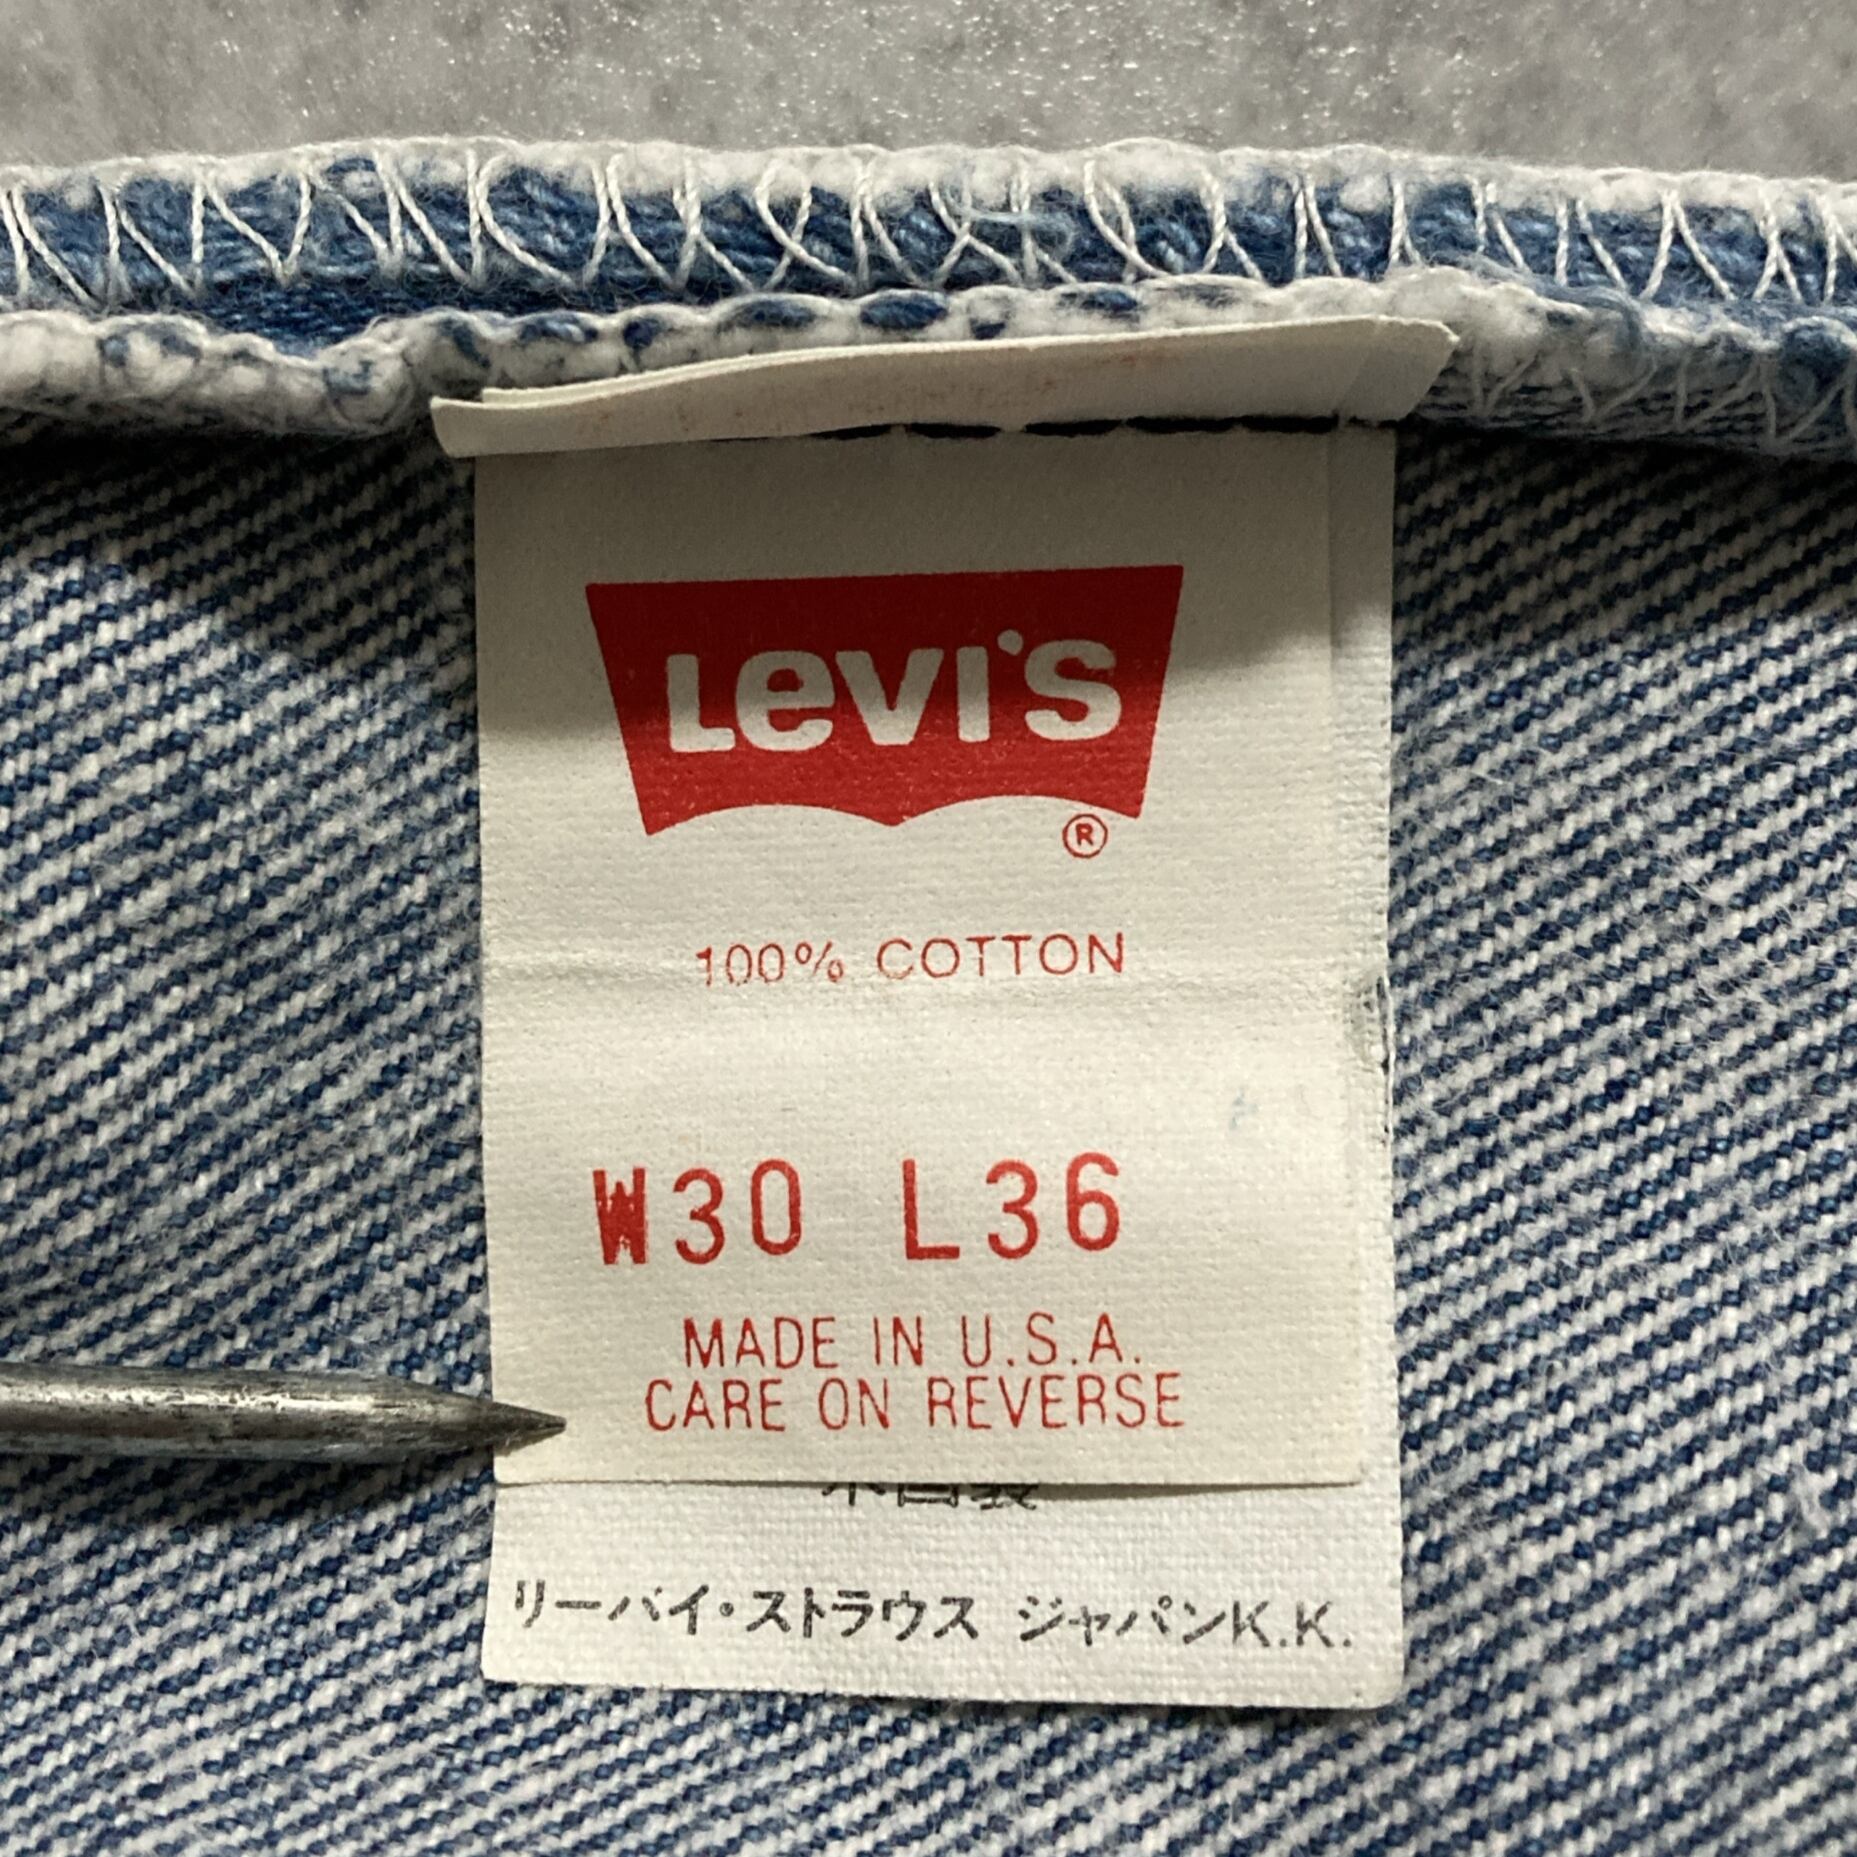 Levi's
®
100% COTTON
W30 L36
MADE IN U.S.A.
CARE ON REVERSE
リーバイ・ストラウス ジャパンK.K.